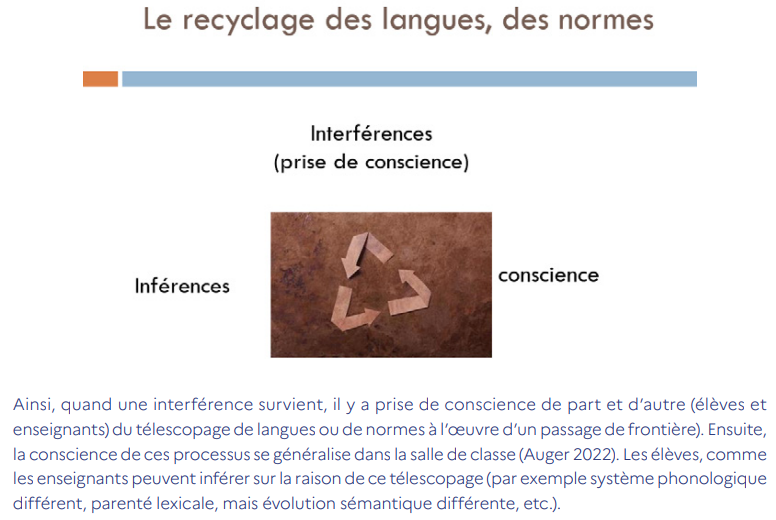 Le recyclage des langues, des normes
Interférences
(prise de conscience)
Inférences
conscience
Ainsi, quand une interférence survient, il y a prise de conscience de part et d'autre (élèves et
enseignants) du télescopage de langues ou de normes à l'œuvre d'un passage de frontière). Ensuite,
la conscience de ces processus se généralise dans la salle de classe (Auger 2022). Les élèves, comme
les enseignants peuvent inférer sur la raison de ce télescopage (par exemple système phonologique
différent, parenté lexicale, mais évolution sémantique différente, etc.).